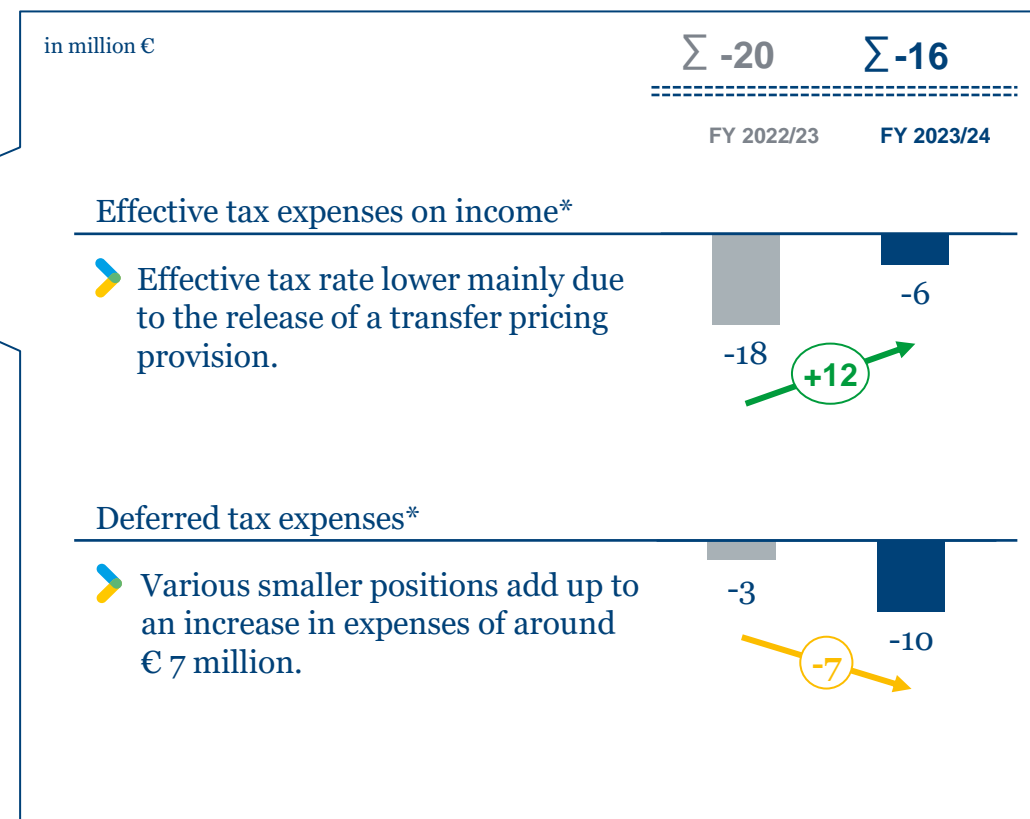 in million €
∑ -20
∑ -16
FY 2022/23
FY 2023/24
Effective tax expenses on income*
Effective tax rate lower mainly due
to the release of a transfer pricing
provision.
-18
-6
+12
Deferred tax expenses*
Various smaller positions add up to
an increase in expenses of around
€ 7 million.
-3
-10
-7